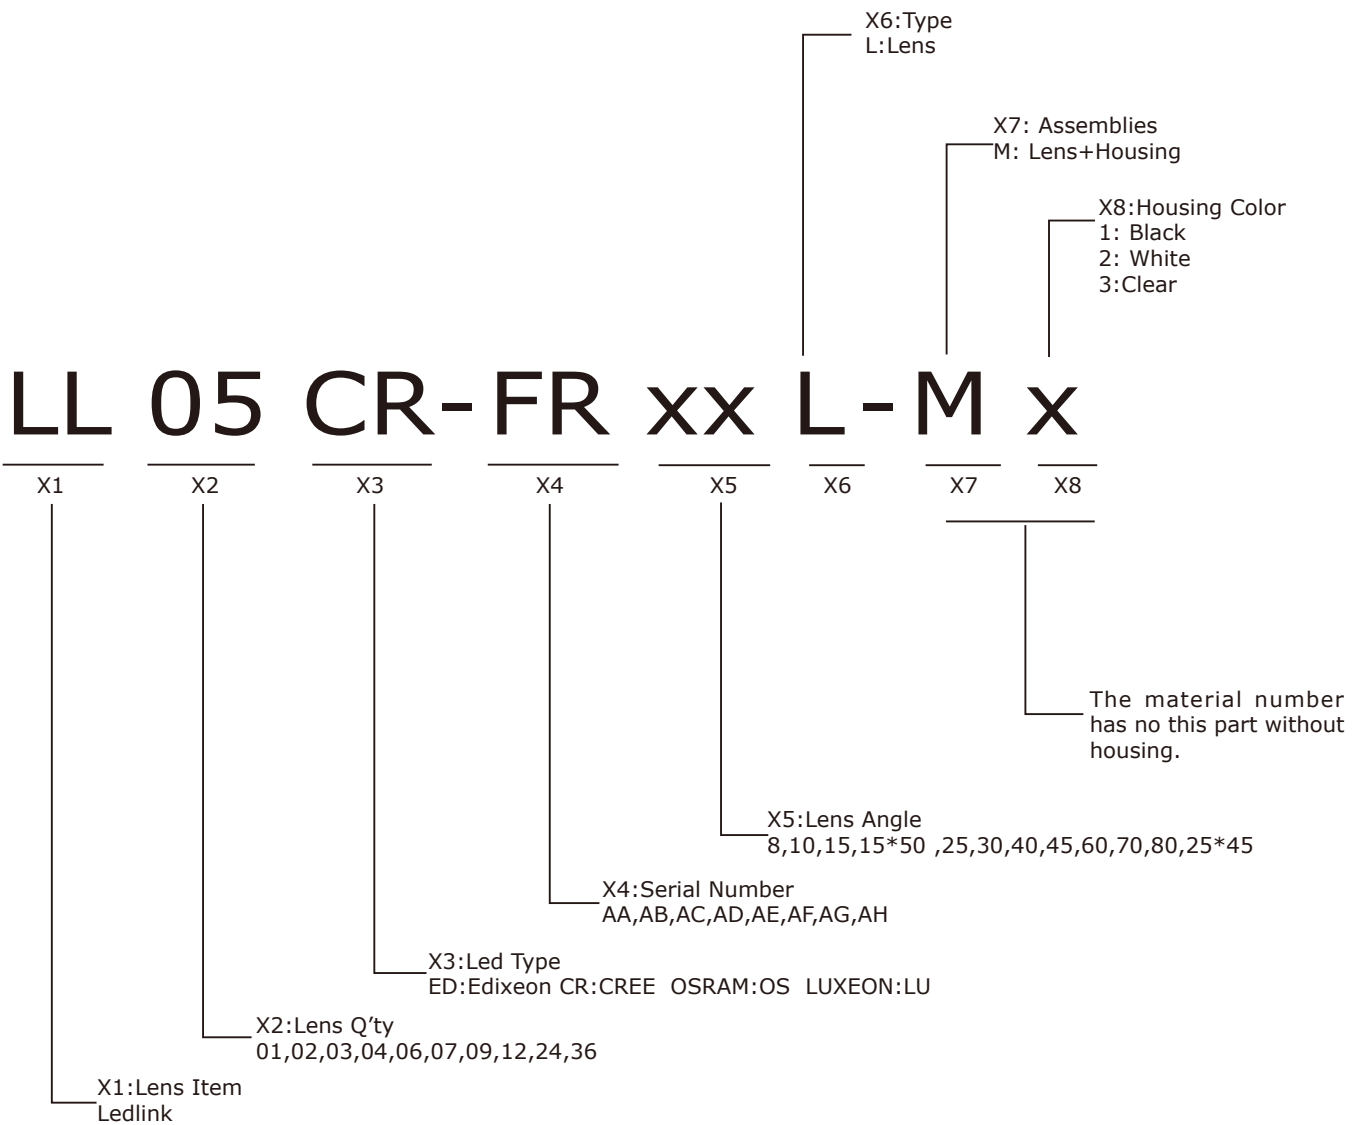 X6:Type
L:Lens
X7: Assemblies
M: Lens+Housing
X8:Housing Color
1: Black
2: White
3:Clear
LL 05 CR-FR xx L-M x
X1 X2 X3 X4 X5 X6 X7 X8
The material number
has no this part without
housing.
X5:Lens Angle
8,10,15,15*50 ,25,30,40,45,60,70,80,25*45
X4:Serial Number
AA,AB,AC,AD,AE,AF,AG,AH
X3:Led Type
ED:Edixeon CR:CREE OSRAM:OS LUXEON:LU
X2:Lens Q’ty
01,02,03,04,06,07,09,12,24,36
X1:Lens Item
Ledlink